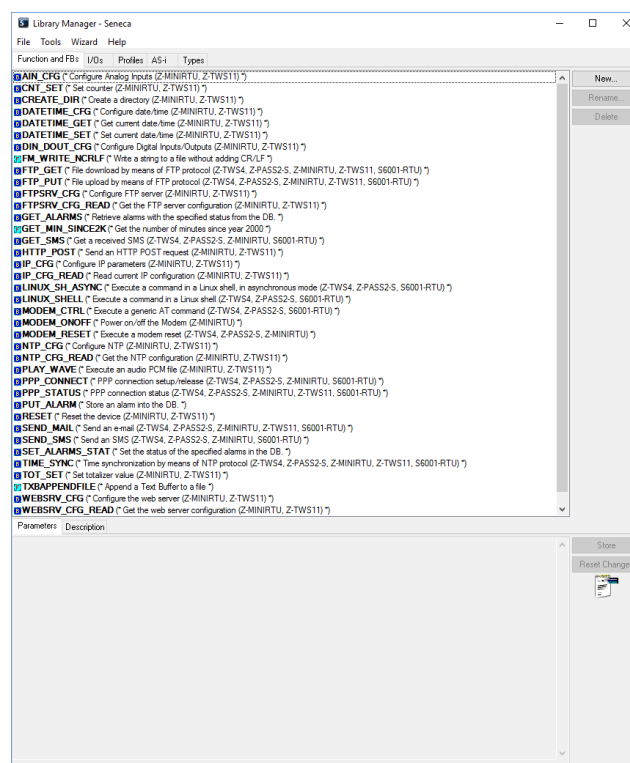 Library Manager - Seneca
File Tools Wizard Help
Function and FBs I/Os Profiles AS-i Types
AIN_CFG (* Configure Analog Inputs (Z-MINIRTU, Z-TWS11) *)
CNT_SET (* Set counter (Z-MINIRTU, Z-TWS11) *)
CREATE_DIR (* Create a directory (Z-MINIRTU, Z-TWS11) *)
DATETIME_CFG (* Configure date/time (Z-MINIRTU, Z-TWS11) *)
DATETIME_GET (* Get current date/time (Z-MINIRTU, Z-TWS11) *)
DATETIME_SET (* Set current date/time (Z-MINIRTU, Z-TWS11) *)
DIN_DOUT_CFG (* Configure Digital Inputs/Outputs (Z-MINIRTU, Z-TWS11) *)
FM_WRITE_NCRLF (* Write a string to a file without adding CR/LF *)
FTP_GET (* File download by means of FTP protocol (Z-TWS4, Z-PASS2-S, Z-MINIRTU, Z-TWS11, S6001-RTU) *)
FTP_PUT (* File upload by means of FTP protocol (Z-TWS4, Z-PASS2-S, Z-MINIRTU, Z-TWS11, S6001-RTU) *)
FTPSRV_CFG (* Configure FTP server (Z-MINIRTU, Z-TWS11) *)
FTPSRV_CFG_READ (* Get the FTP server configuration (Z-MINIRTU, Z-TWS11) *)
GET_ALARMS (* Retrieve alarms with the specified status from the DB. *)
GET_MIN_SINCE2K (* Get the number of minutes since year 2000 *)
GET_SMS (* Get a received SMS (Z-TWS4, Z-PASS2-S, Z-MINIRTU, S6001-RTU) *)
HTTP_POST (* Send an HTTP POST request (Z-MINIRTU, Z-TWS11) *)
IP_CFG (* Configure IP parameters (Z-MINIRTU, Z-TWS11) *)
IP_CFG_READ (* Read current IP configuration (Z-MINIRTU, Z-TWS11) *)
LINUX_SH_ASYNC (* Execute a command in a Linux shell, in asynchronous mode (Z-TWS4, Z-PASS2-S, S6001-RTU) *)
LINUX_SHELL (* Execute a command in a Linux shell (Z-TWS4, Z-PASS2-S, S6001-RTU) *)
MODEM_CTRL (* Execute a generic AT command (Z-TWS4, Z-PASS2-S, S6001-RTU) *)
MODEM_ONOFF (* Power on/off the Modem (Z-MINIRTU) *)
MODEM_RESET (* Execute a modem reset (Z-TWS4, Z-PASS2-S, Z-MINIRTU) *)
NTP_CFG (* Configure NTP (Z-MINIRTU, Z-TWS11) *)
NTP_CFG_READ (* Get the NTP configuration (Z-MINIRTU, Z-TWS11) *)
PLAY_WAVE (* Execute an audio PCM file (Z-MINIRTU) *)
PPP_CONNECT (* PPP connection setup/release (Z-TWS4, Z-PASS2-S, Z-MINIRTU, S6001-RTU) *)
PPP_STATUS (* PPP connection status (Z-TWS4, Z-PASS2-S, Z-MINIRTU, Z-TWS11, S6001-RTU) *)
PUT_ALARM (* Store an alarm into the DB. *)
RESET (* Reset the device (Z-MINIRTU, Z-TWS11) *)
SEND_MAIL (* Send an e-mail (Z-TWS4, Z-PASS2-S, Z-MINIRTU, Z-TWS11, S6001-RTU) *)
SEND_SMS (* Send an SMS (Z-TWS4, Z-PASS2-S, Z-MINIRTU, S6001-RTU) *)
SET_ALARMS_STAT (* Set the status of the specified alarms in the DB. *)
TIME_SYNC (* Time synchronization by means of NTP protocol (Z-TWS4, Z-PASS2-S, Z-MINIRTU, Z-TWS11, S6001-RTU) *)
TOT_SET (* Set totalizer value (Z-MINIRTU, Z-TWS11) *)
TXBAPPENDFILE (* Append a Text Buffer to a file *)
WEBSRV_CFG (* Configure the web server (Z-MINIRTU, Z-TWS11) *)
WEBSRV_CFG_READ (* Get the web server configuration (Z-MINIRTU, Z-TWS11) *)
New...
Rename...
Delete
Parameters Description
Store
Reset Change